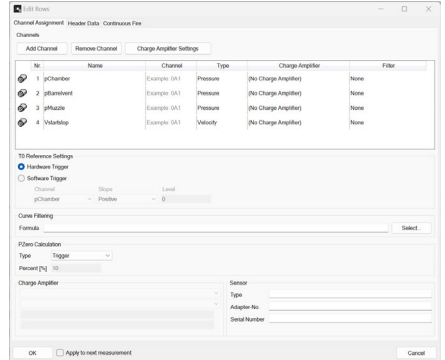 Edit Rows
Channel Assignment Header Data Continuous Fire
Channels
Add Channel Remove Channel Charge Amplifier Settings
Nr Name Channel Type Charge Amplifier Filter
1 pChamber Example: 0A1 Pressure (No Charge Amplifier) None
2 pBarrelvent Example: 0A1 Pressure (No Charge Amplifier) None
3 pMuzzle Example: 0A1 Pressure (No Charge Amplifier) None
4 Vstartstop Example: 0A1 Velocity (No Charge Amplifier) None
T0 Reference Settings
Hardware Trigger
Software Trigger
Channel Slope Level
pChamber Positive 0
Curve Filtering
Formula Select...
PZero Calculation
Type Trigger
Percent [%] 10
Charge Amplifier Sensor
Type
Adapter-No
Serial Number
OK Apply to next measurement Cancel